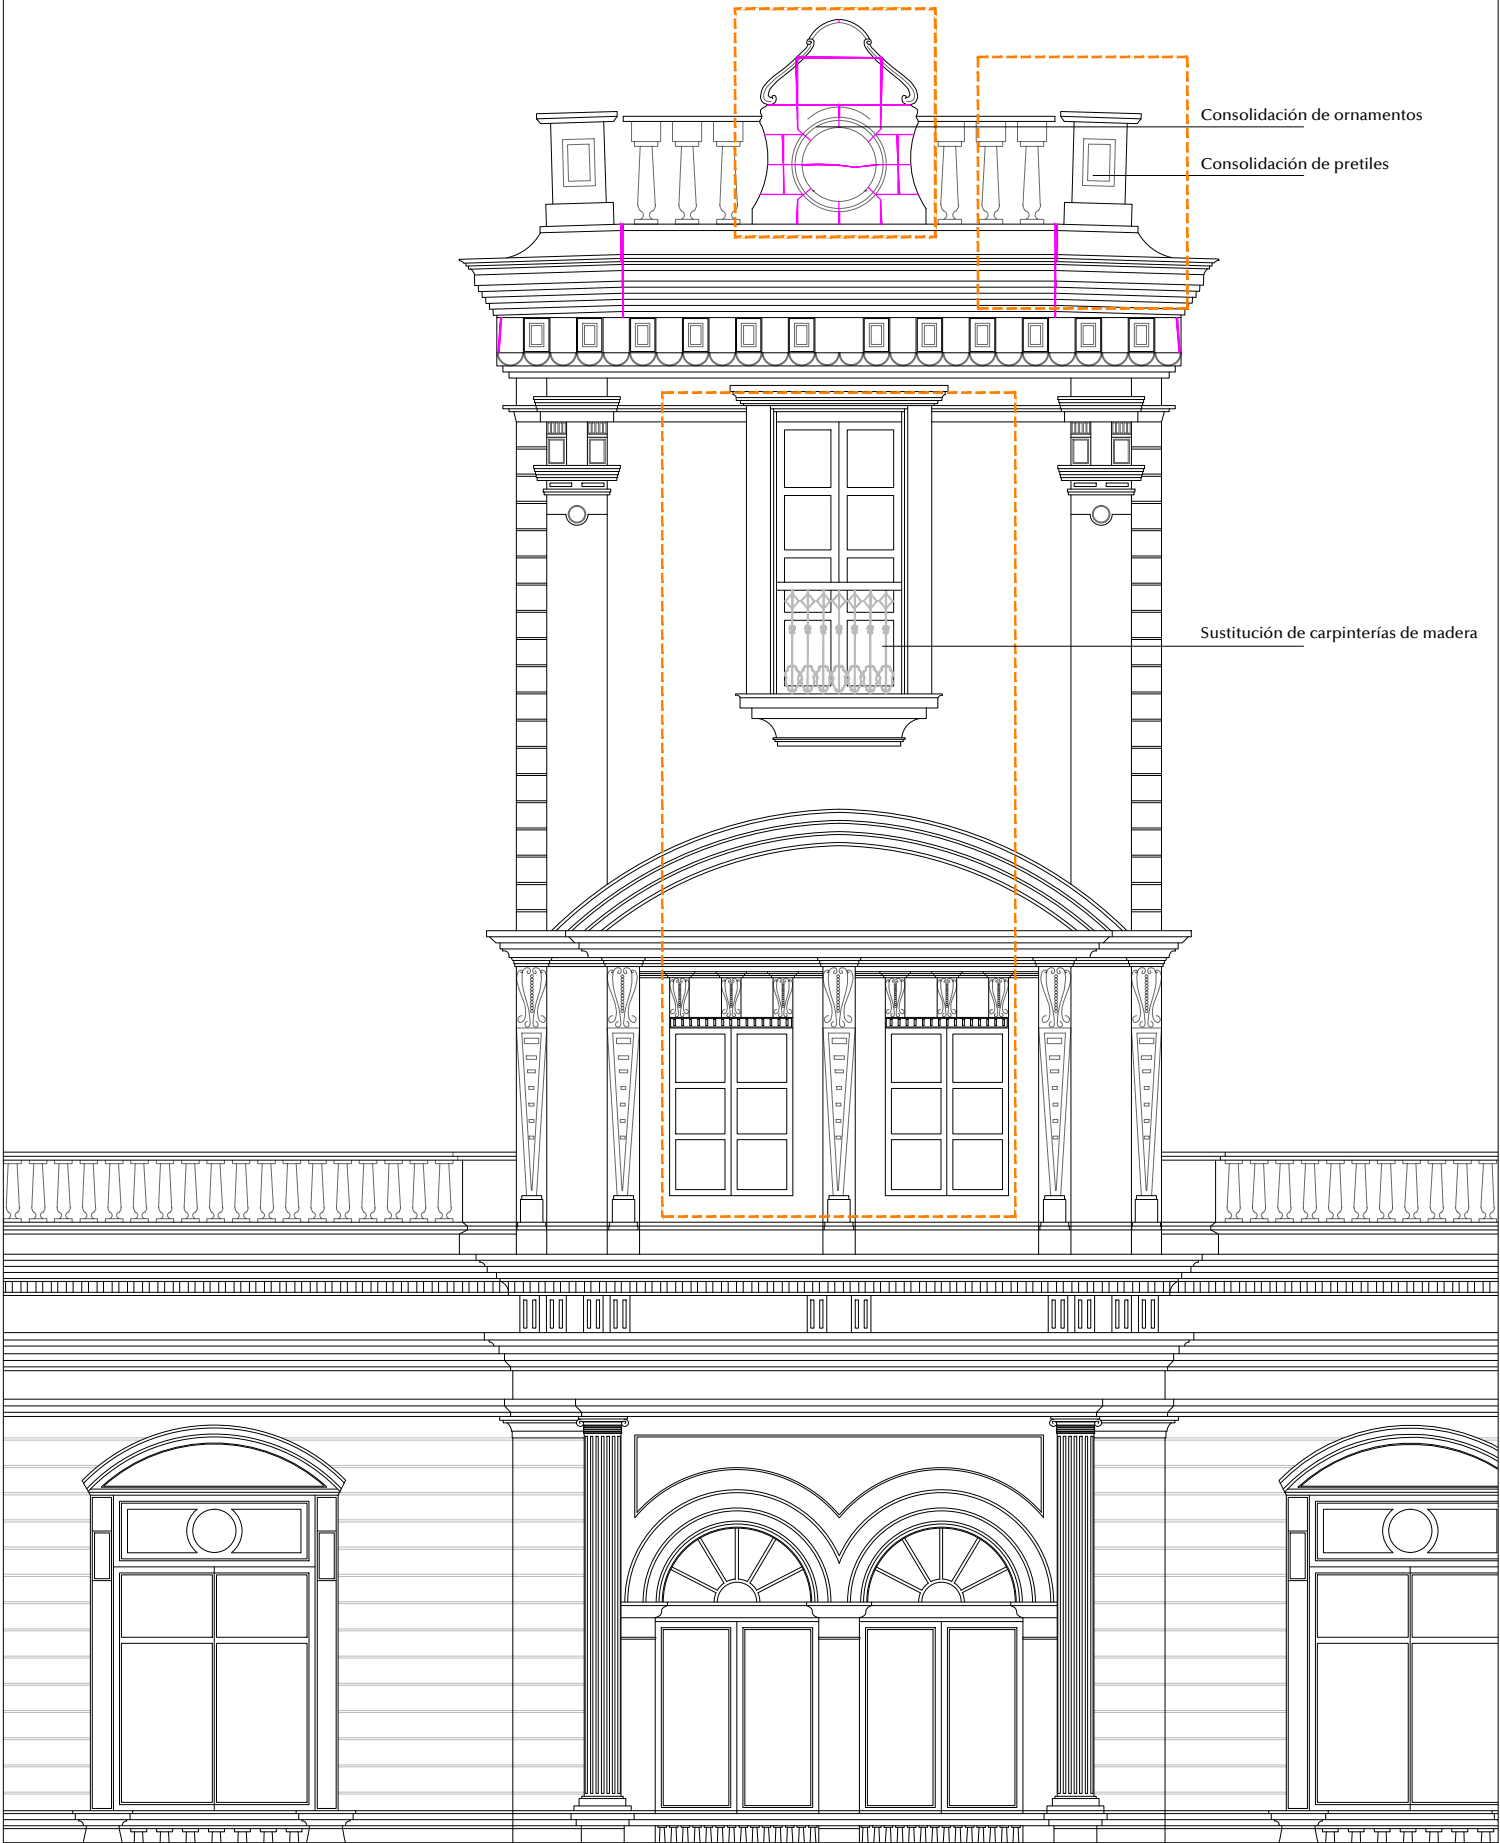 Consolidación de ornamentos
Consolidación de pretiles
Sustitución de carpinterías de madera